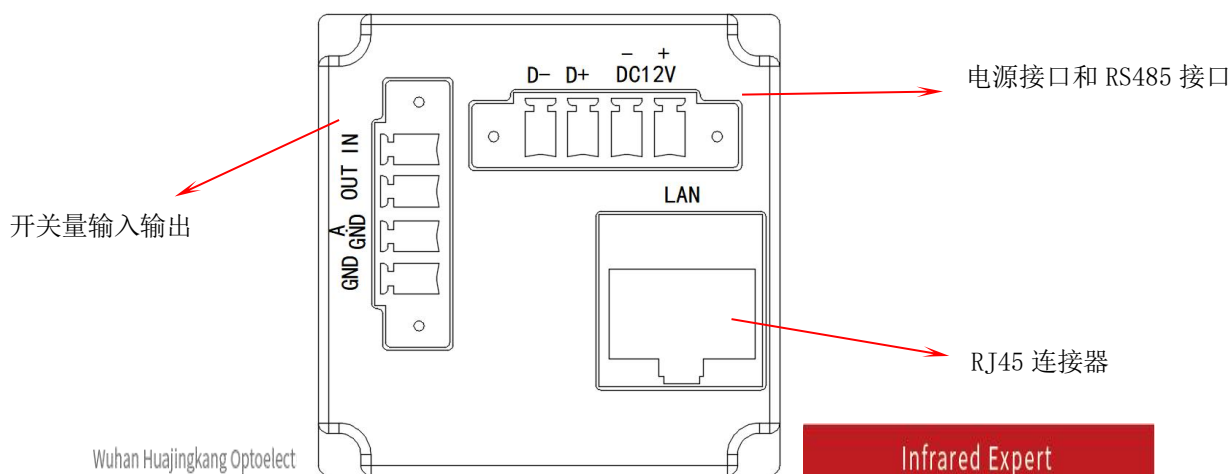 - +
D- D+ DC12V
电源接口和 RS485 接口
IN
OUT
A
GND
GND
开关量输入输出
LAN
RJ45 连接器
Wuhan Huajingkang Optoelect
Infrared Expert